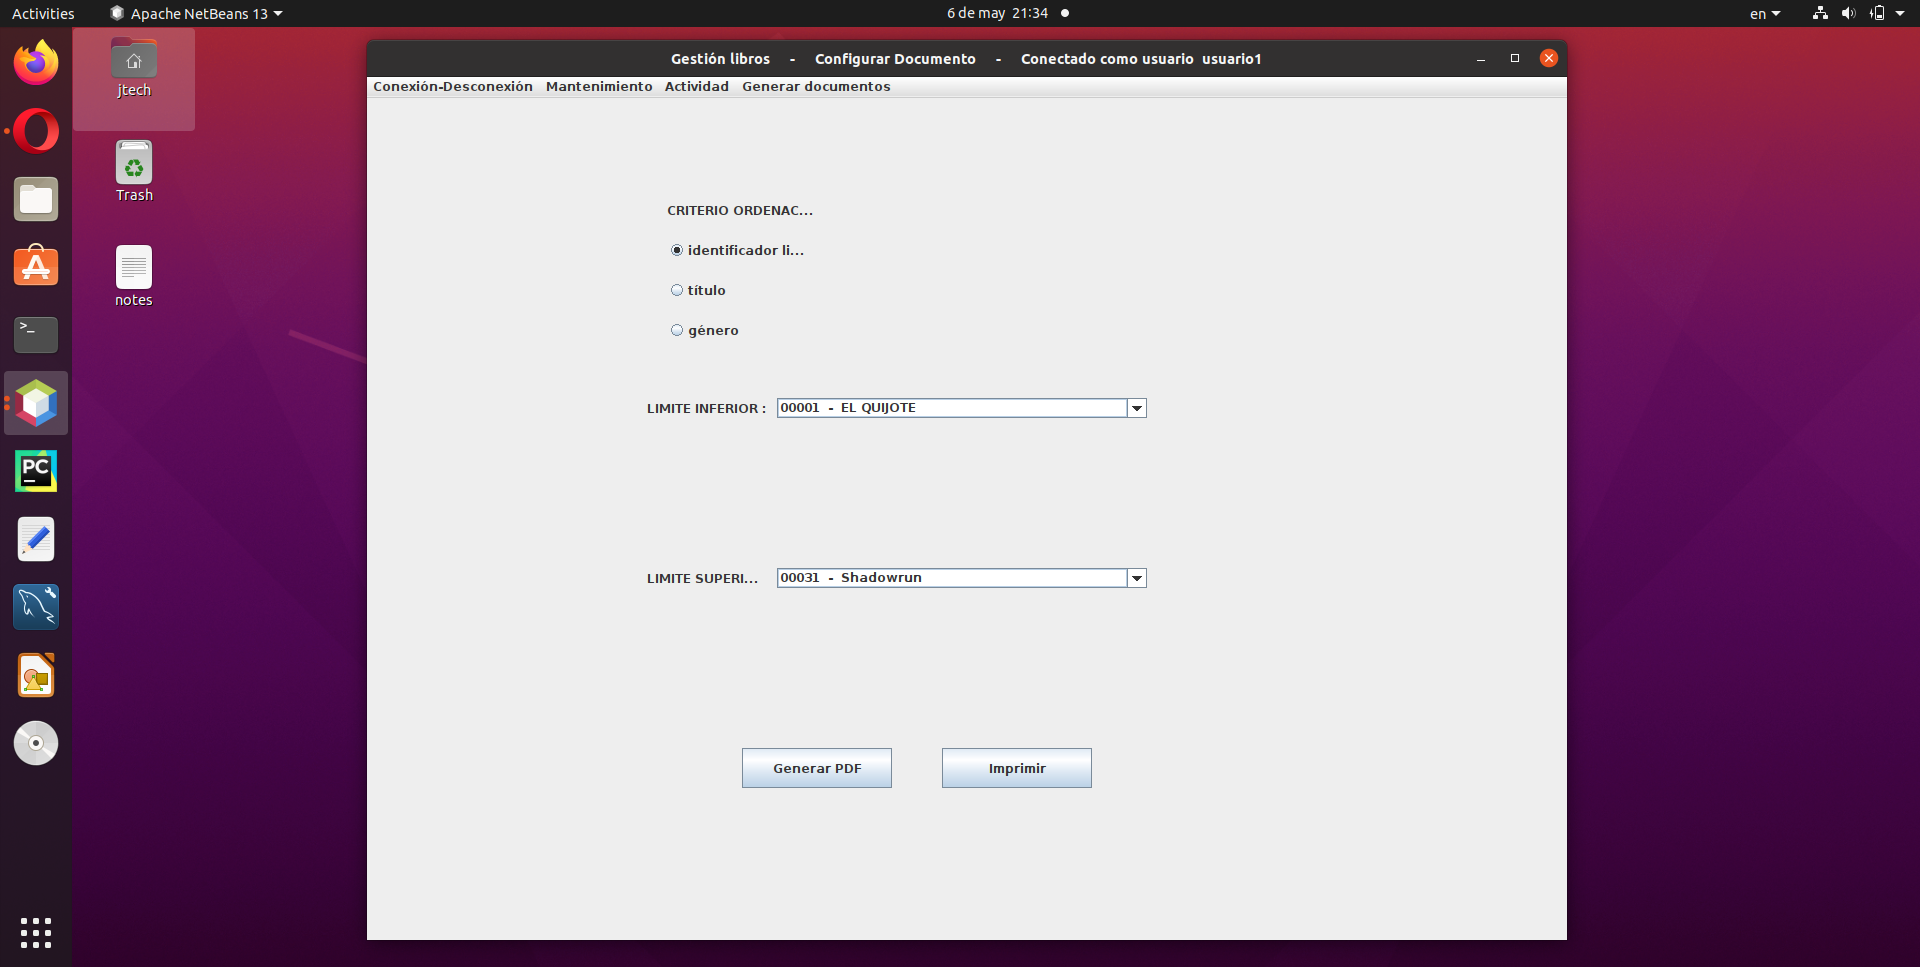 Activities
Apache NetBeans 13
6 de may 21:34
en
jtech
Trash
notes
>_
PC
Gestión libros - Configurar Documento - Conectado como usuario usuario1
Conexión-Desconexión Mantenimiento Actividad Generar documentos
CRITERIO ORDENAC...
identificador li...
título
género
LIMITE INFERIOR : 00001 - EL QUIJOTE
LIMITE SUPERI... 00031 - Shadowrun
Generar PDF Imprimir